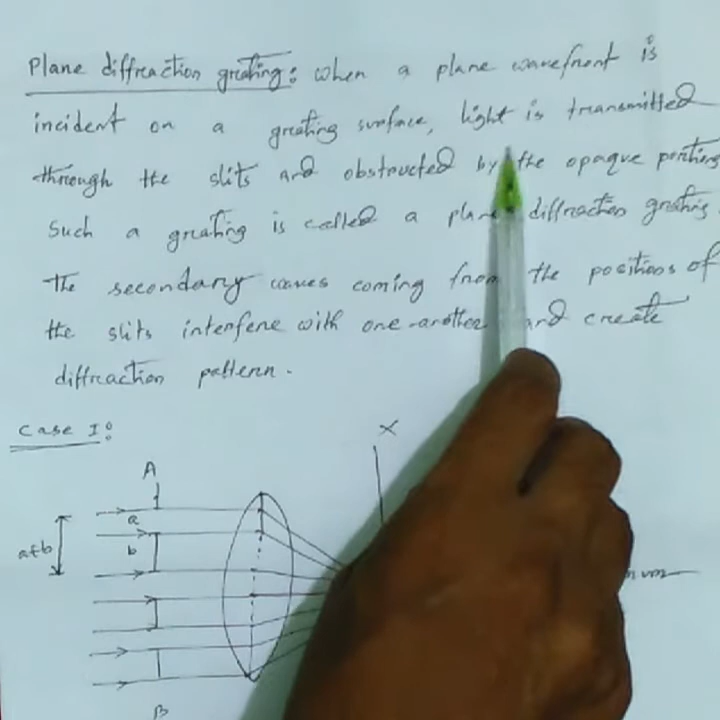 Plane diffraction grating: when a plane wavefront is
incident on a grating surface, light is transmitted
through the slits and obstructed by the opaque portions
Such a grating is called a plane diffraction grating.
The secondary waves coming from the positions of
the slits interfere with one-another and create
diffraction pattern.
Case I:
X
A
a
b
a+b
B